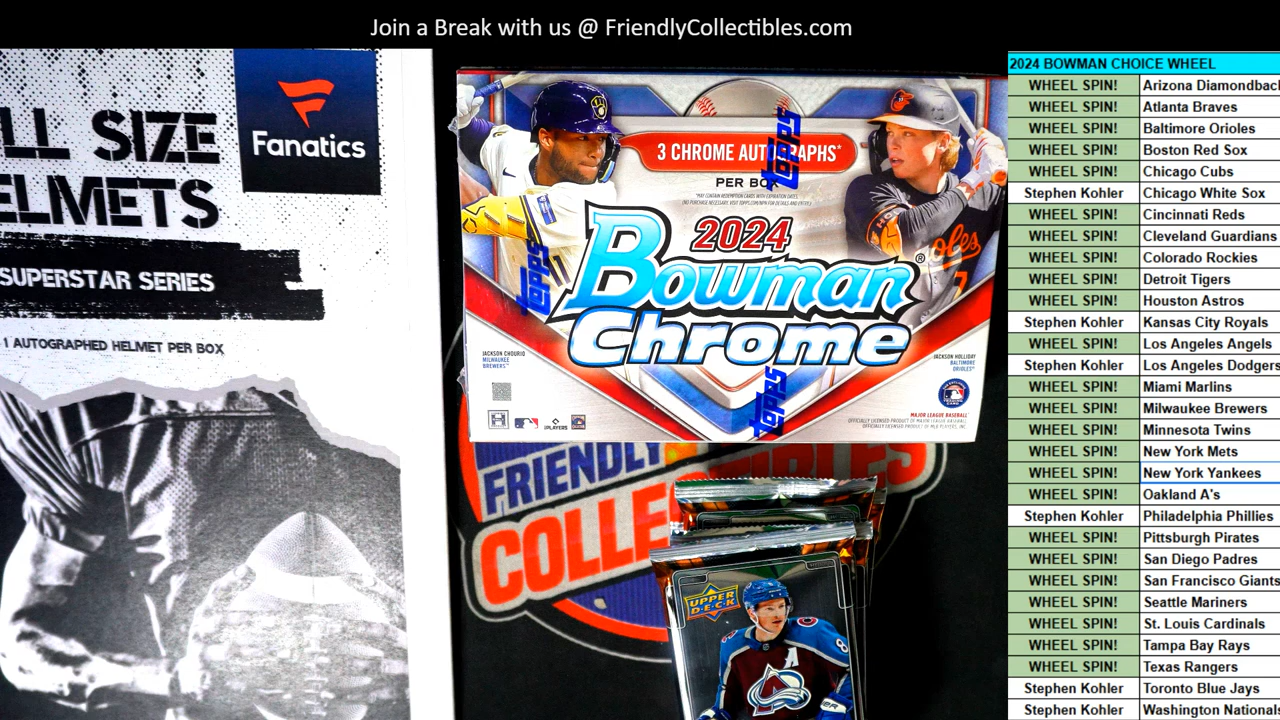 Join a Break with us @ FriendlyCollectibles.com
LL SIZE
ELMETS
SUPERSTAR SERIES
1 AUTOGRAPHED HELMET PER BOX
Fanatics
3 CHROME AUTOGRAPHS*
PER BOX
2024
Bowman®
Chrome
topps
topps
topps
JACKSON CHOURIO
MILWAUKEE
BREWERS™
JACKSON HOLLIDAY
BALTIMORE
ORIOLES™
MAJOR LEAGUE BASEBALL
PLAYERS
FRIENDLY
COLLE
UPPER
DECK
A
2024 BOWMAN CHOICE WHEEL
WHEEL SPIN! Arizona Diamondbac
WHEEL SPIN! Atlanta Braves
WHEEL SPIN! Baltimore Orioles
WHEEL SPIN! Boston Red Sox
WHEEL SPIN! Chicago Cubs
Stephen Kohler Chicago White Sox
WHEEL SPIN! Cincinnati Reds
WHEEL SPIN! Cleveland Guardians
WHEEL SPIN! Colorado Rockies
WHEEL SPIN! Detroit Tigers
WHEEL SPIN! Houston Astros
Stephen Kohler Kansas City Royals
WHEEL SPIN! Los Angeles Angels
Stephen Kohler Los Angeles Dodgers
WHEEL SPIN! Miami Marlins
WHEEL SPIN! Milwaukee Brewers
WHEEL SPIN! Minnesota Twins
WHEEL SPIN! New York Mets
WHEEL SPIN! New York Yankees
WHEEL SPIN! Oakland A's
Stephen Kohler Philadelphia Phillies
WHEEL SPIN! Pittsburgh Pirates
WHEEL SPIN! San Diego Padres
WHEEL SPIN! San Francisco Giants
WHEEL SPIN! Seattle Mariners
WHEEL SPIN! St. Louis Cardinals
WHEEL SPIN! Tampa Bay Rays
WHEEL SPIN! Texas Rangers
Stephen Kohler Toronto Blue Jays
Stephen Kohler Washington Nationals